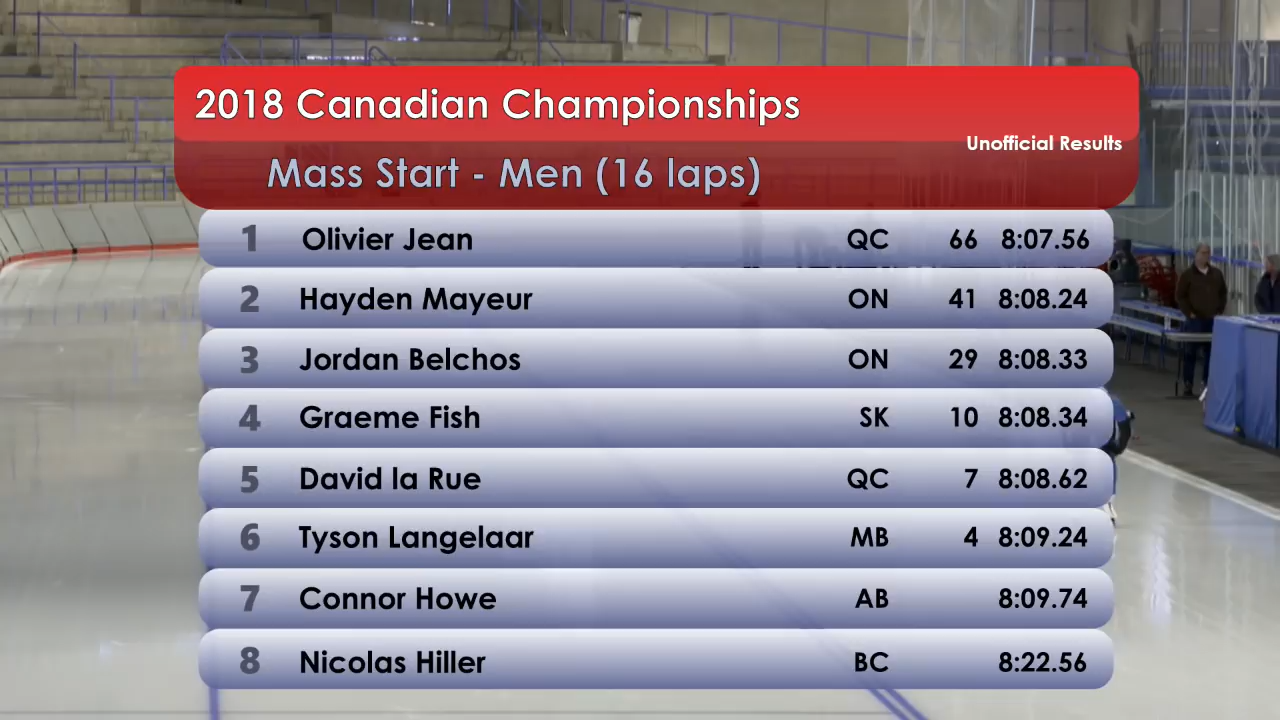 2018 Canadian Championships
Unofficial Results
Mass Start - Men (16 laps)
1 Olivier Jean QC 66 8:07.56
2 Hayden Mayeur ON 41 8:08.24
3 Jordan Belchos ON 29 8:08.33
4 Graeme Fish SK 10 8:08.34
5 David la Rue QC 7 8:08.62
6 Tyson Langelaar MB 4 8:09.24
7 Connor Howe AB 8:09.74
8 Nicolas Hiller BC 8:22.56